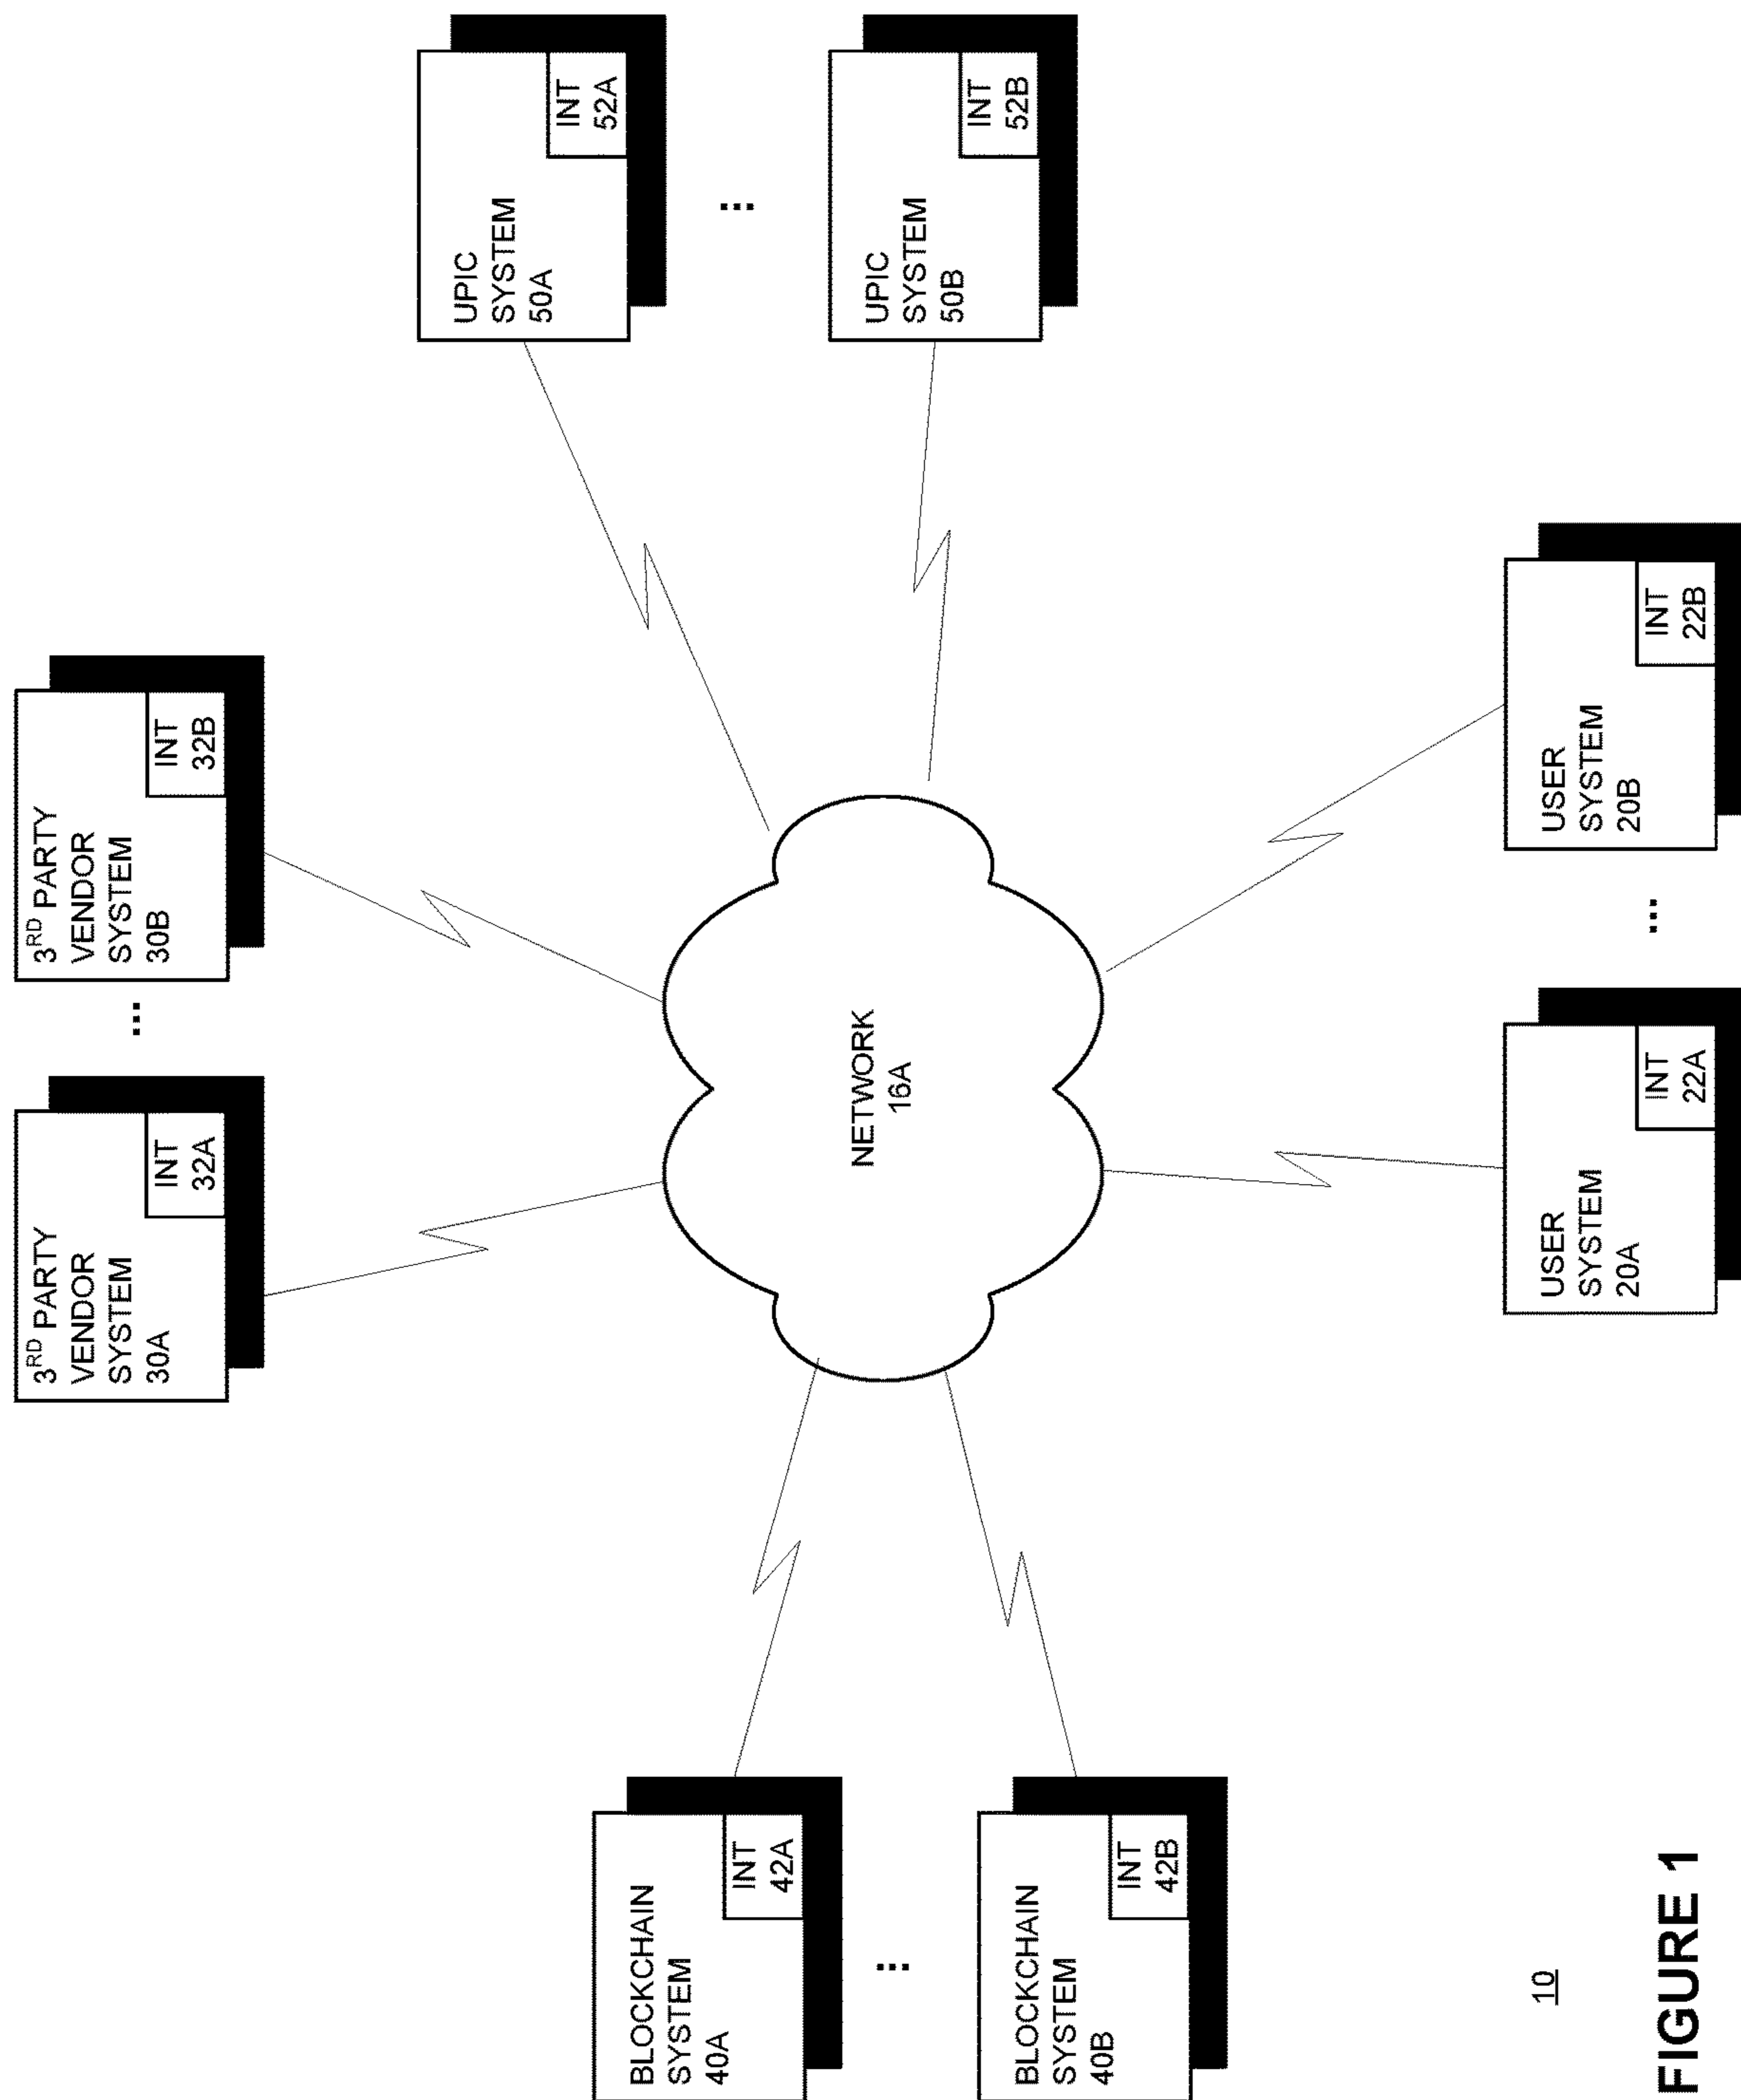 3RD PARTY
VENDOR
SYSTEM
30A
INT
32A
...
3RD PARTY
VENDOR
SYSTEM
30B
INT
32B
BLOCKCHAIN
SYSTEM
40A
INT
42A
...
BLOCKCHAIN
SYSTEM
40B
INT
42B
NETWORK
16A
UPIC
SYSTEM
50A
INT
52A
...
UPIC
SYSTEM
50B
INT
52B
USER
SYSTEM
20A
INT
22A
...
USER
SYSTEM
20B
INT
22B
10
FIGURE 1